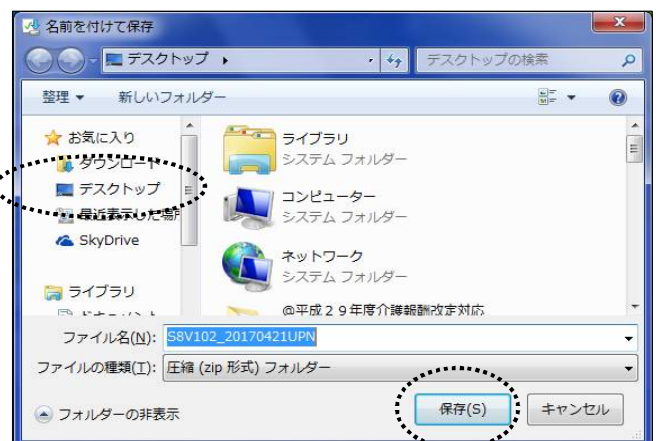 名前を付けて保存
デスクトップ
デスクトップの検索
整理
新しいフォルダー
お気に入り
ダウンロード
デスクトップ
最近表示した場所
SkyDrive
ライブラリ
ライブラリ
システム フォルダー
コンピューター
システム フォルダー
ネットワーク
システム フォルダー
@平成29年度介護報酬改定対応
ファイル名(N): S8V102_20170421UPN
ファイルの種類(T): 圧縮 (zip 形式) フォルダー
フォルダーの非表示
保存(S)
キャンセル